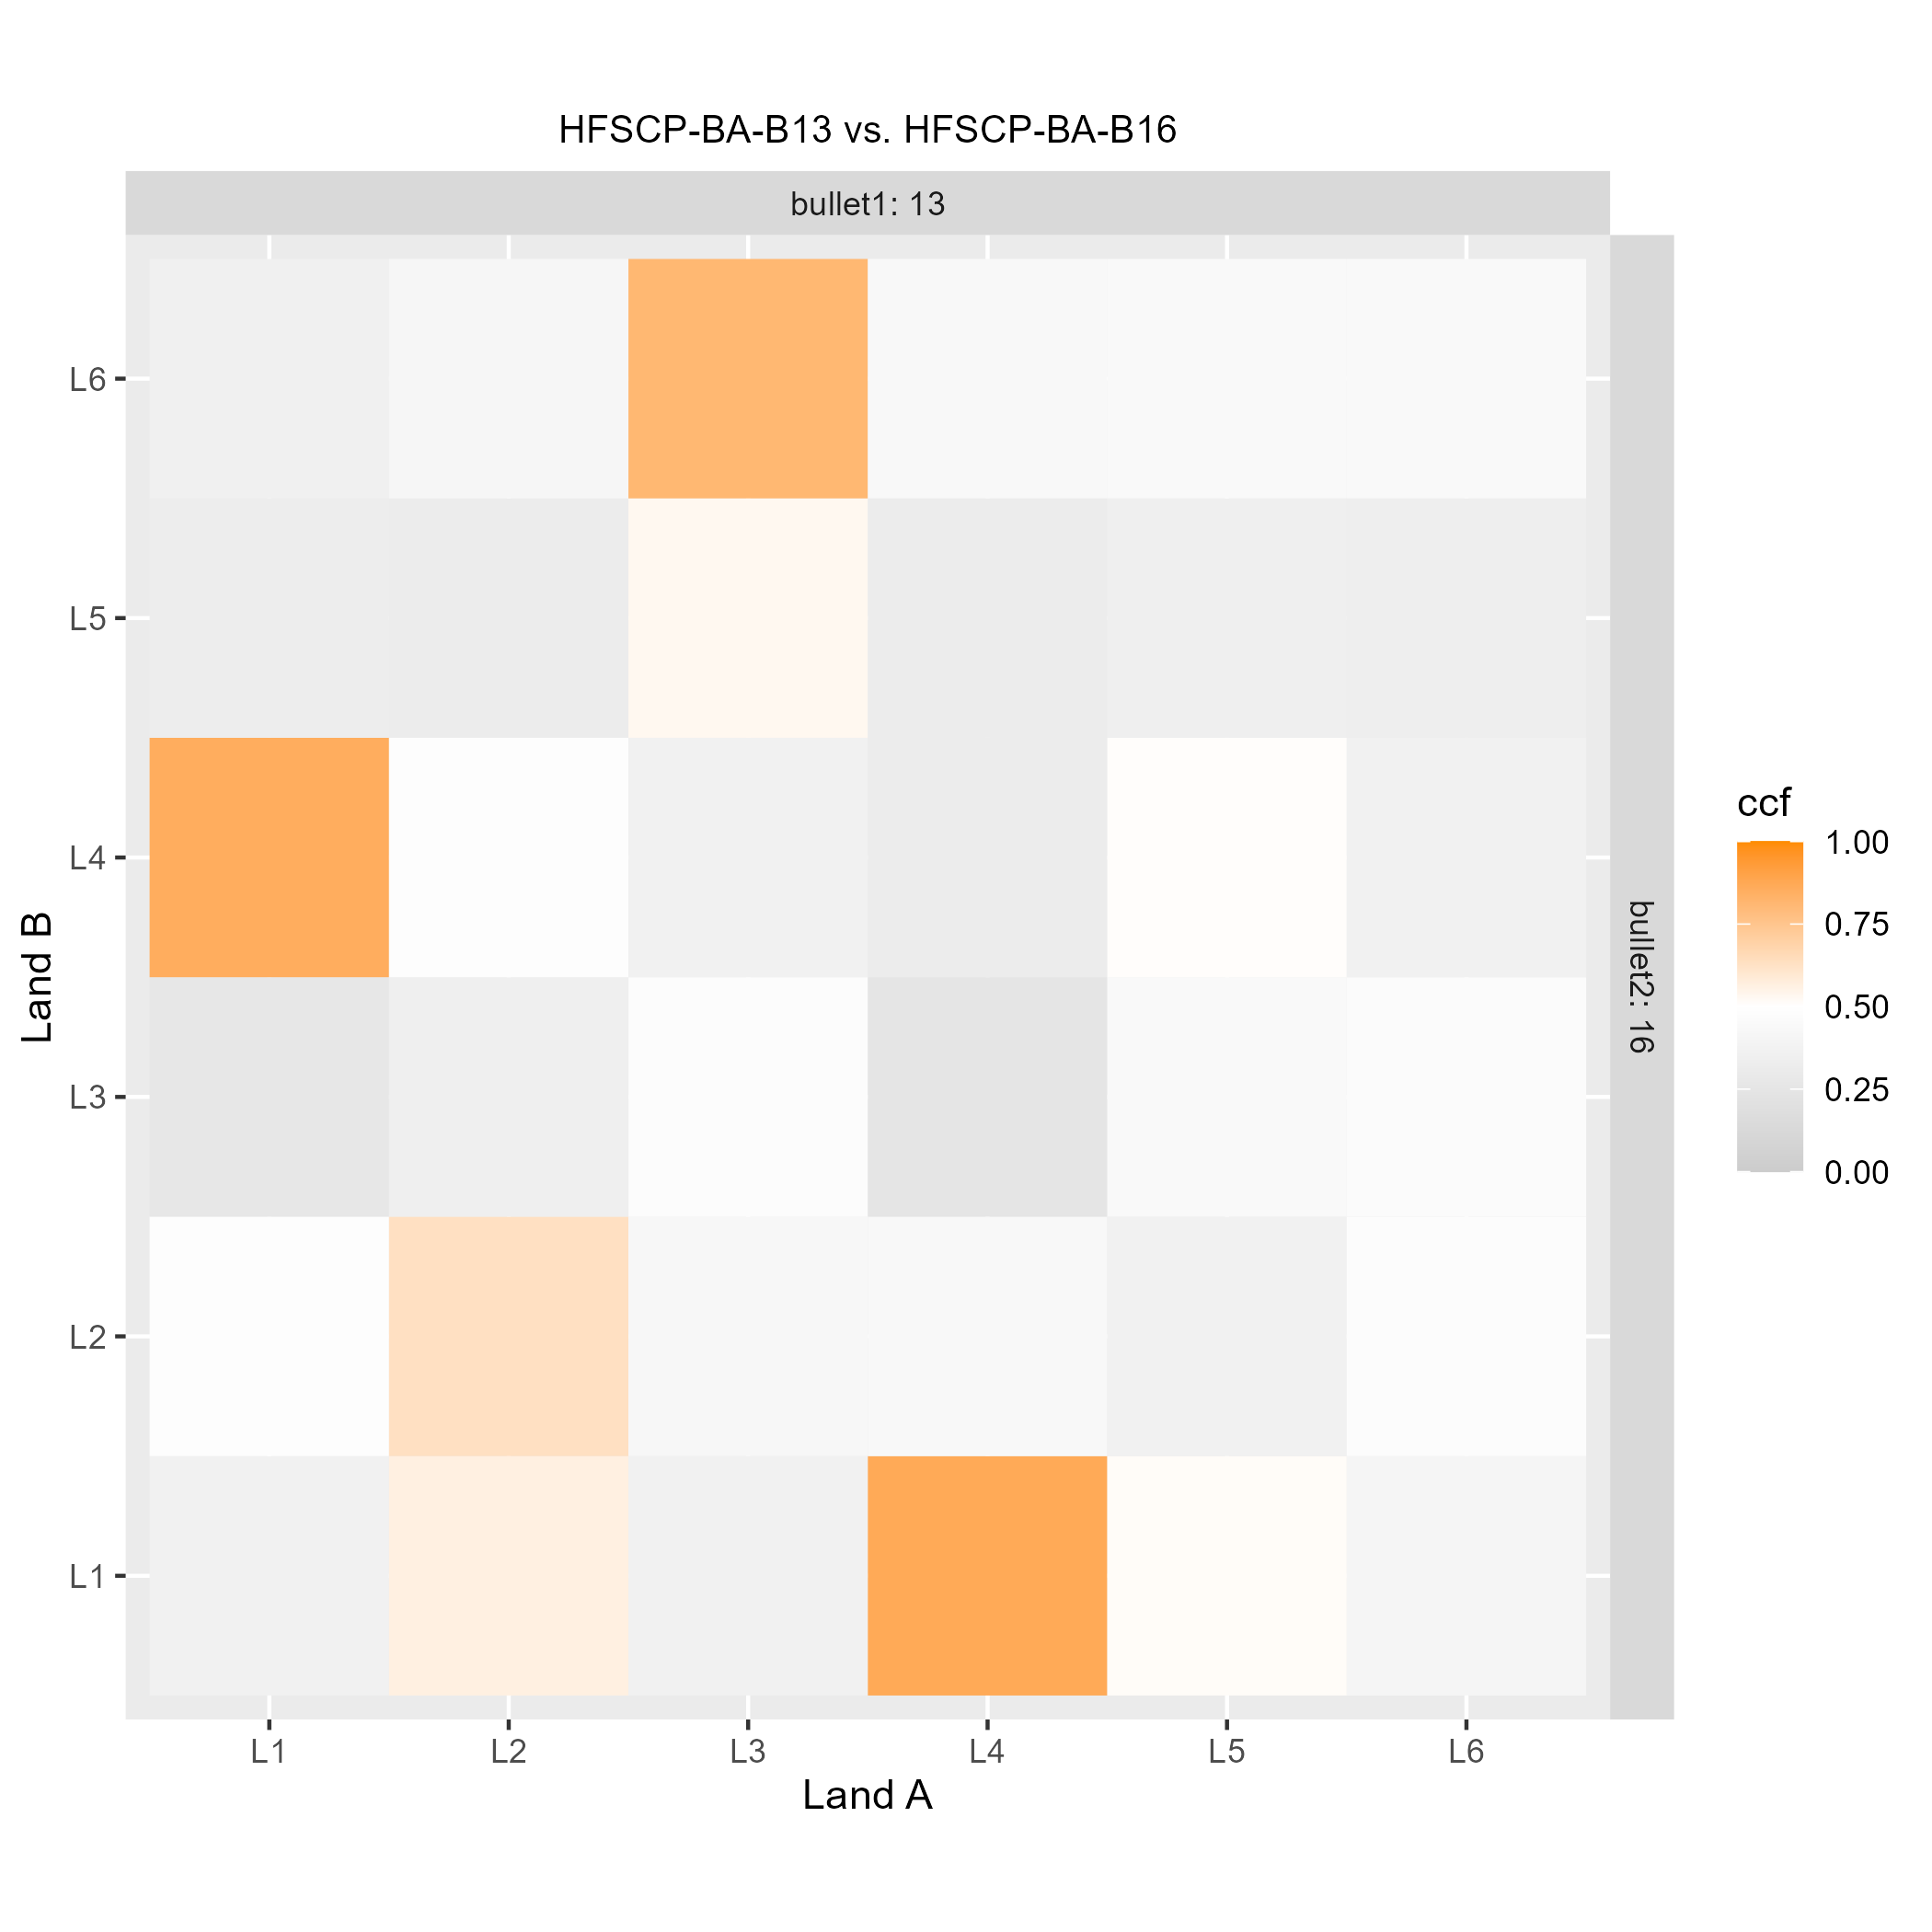 HFSCP-BA-B13 vs. HFSCP-BA-B16
bullet1: 13
L6
L5
L4
L3
L2
L1
Land B
bullet2: 16
L1 L2 L3 L4 L5 L6
Land A
ccf
1.00
0.75
0.50
0.25
0.00